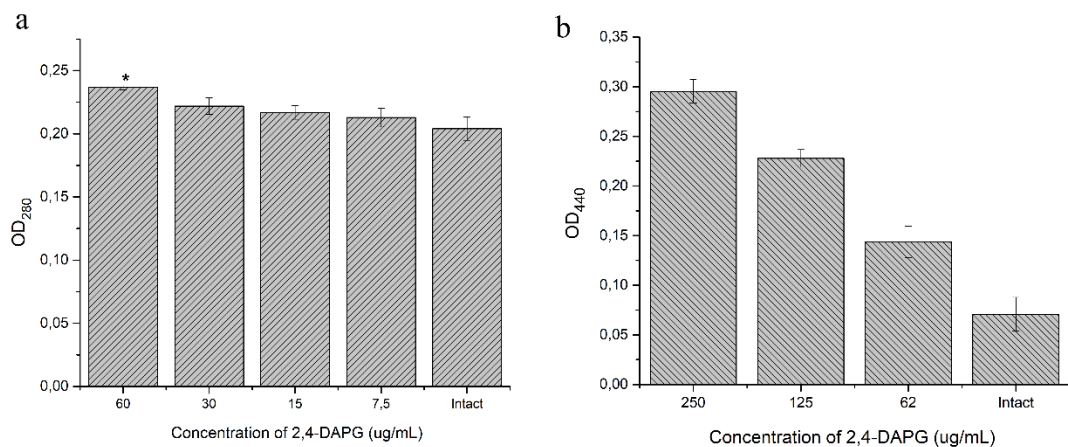 a
0,25
0,20
0,15
0,10
0,05
0,00
OD280
*
60 30 15 7,5 Intact
Concentration of 2,4-DAPG (ug/mL)
b
0,35
0,30
0,25
0,20
0,15
0,10
0,05
0,00
OD440
250 125 62 Intact
Concentration of 2,4-DAPG (ug/mL)